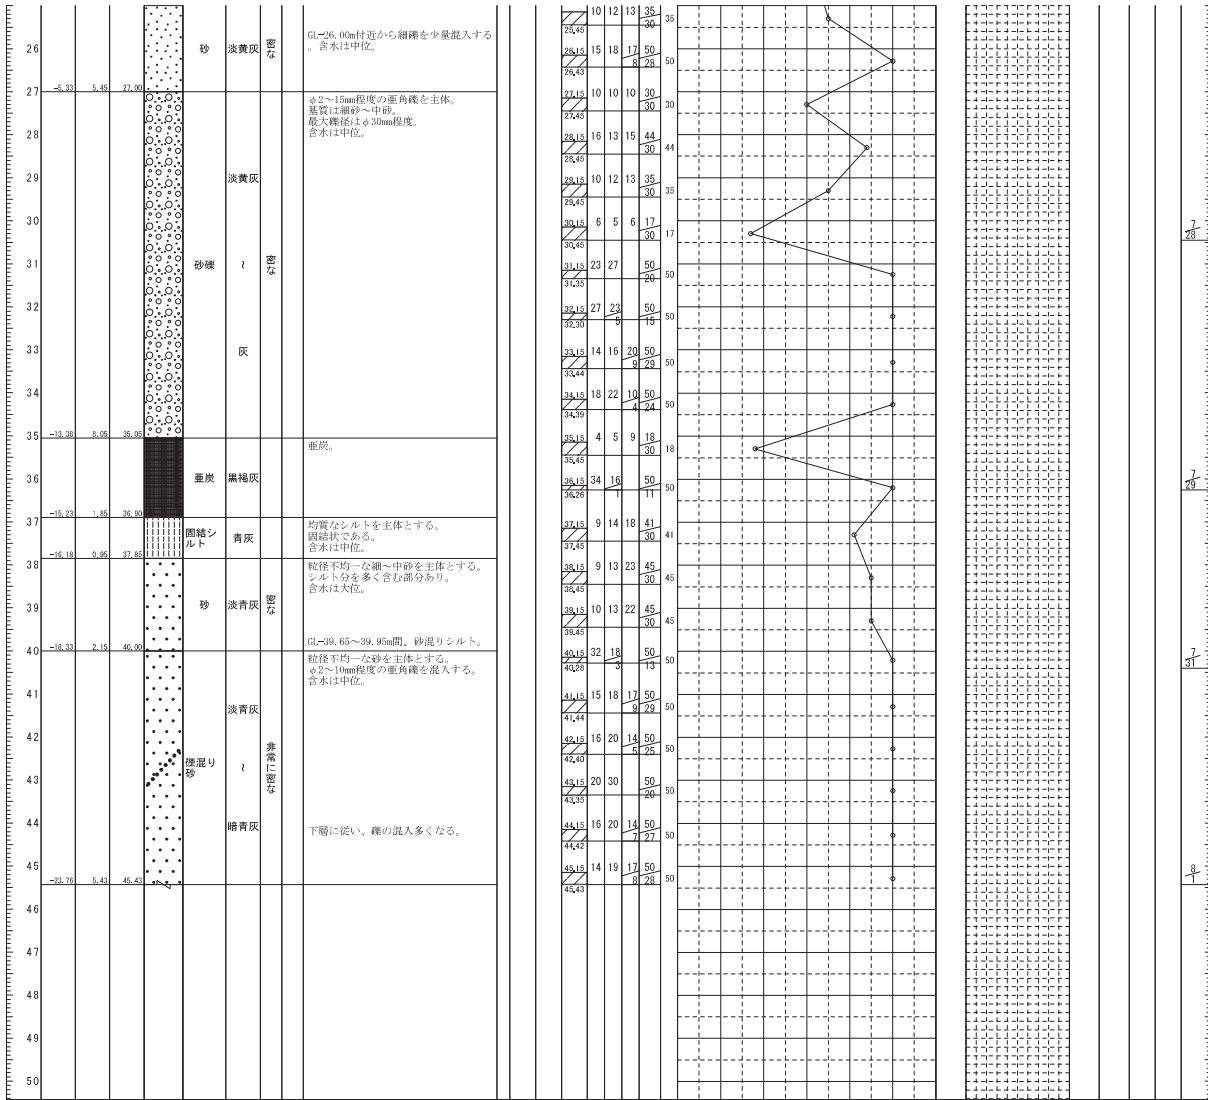 10 12 13 35
30 35
25.45
26 砂 淡黄灰 密な GL-26.00m付近から細礫を少量混入する
。含水は中位。
26.15 15 18 17 50
8 28 50
26.43
27 -5.33 5.45 27.00
φ2～15mm程度の亜角礫を主体。
基質は細砂～中砂。
最大礫径はφ30mm程度。
含水は中位。
27.15 10 10 10 30
30 30
27.45
28
28.15 16 13 15 44
30 44
28.45
29 淡黄灰
29.15 10 12 13 35
30 35
29.45
30
30.15 6 5 6 17
30 17
30.45
7
28
31 砂礫 ～ 密な
31.15 23 27 50
20 50
31.35
32
32.15 27 23 50
5 15 50
32.30
33 灰
33.15 14 16 20 50
9 29 50
33.44
34
34.15 18 22 10 50
4 24 50
34.39
35 -13.38 8.05 35.05
亜炭。
35.15 4 5 9 18
30 18
35.45
36 亜炭 黒褐灰
36.15 34 16 50
1 11 50
36.26
7
29
37 -15.23 1.85 36.90
固結シ
ルト
青灰
均質なシルトを主体とする。
固結状である。
含水は中位。
37.15 9 14 18 41
30 41
37.45
38 -16.18 0.95 37.85
粒径不均一な細～中砂を主体とする。
シルト分を多く含む部分あり。
含水は大位。
38.15 9 13 23 45
30 45
38.45
39 砂 淡青灰 密な
39.15 10 13 22 45
30 45
39.45
GL-39.65～39.95m間、砂混りシルト。
40 -18.33 2.15 40.00
粒径不均一な砂を主体とする。
φ2～10mm程度の亜角礫を混入する。
含水は中位。
40.15 32 18 50
3 13 50
40.28
7
31
41 淡青灰
41.15 15 18 17 50
9 29 50
41.44
42
42.15 16 20 14 50
5 25 50
42.40
礫混り
砂
～ 非常に密な
43
43.15 20 30 50
20 50
43.35
44 暗青灰 下層に従い、礫の混入多くなる。
44.15 16 20 14 50
7 27 50
44.42
45
45.15 14 19 17 50
8 28 50
45.43
-23.76 5.43 45.43
8
1
46
47
48
49
50